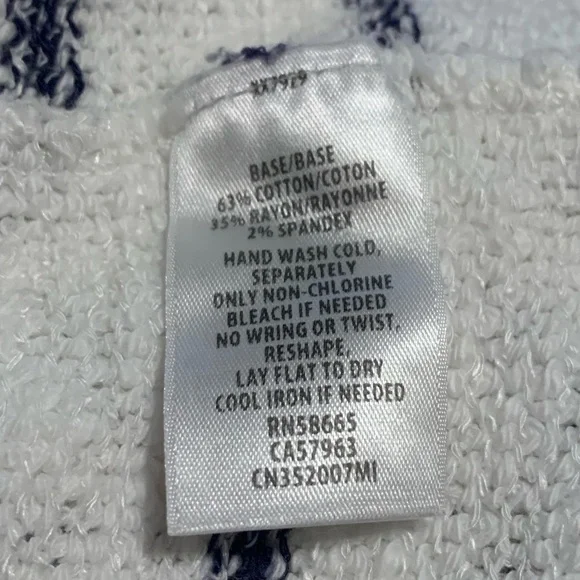 BASE/BASE
63% COTTON/COTON
35% RAYON/RAYONNE
2% SPANDEX
HAND WASH COLD,
SEPARATELY
ONLY NON-CHLORINE
BLEACH IF NEEDED
NO WRING OR TWIST,
RESHAPE,
LAY FLAT TO DRY
COOL IRON IF NEEDED
RN58665
CA57963
CN352007MI